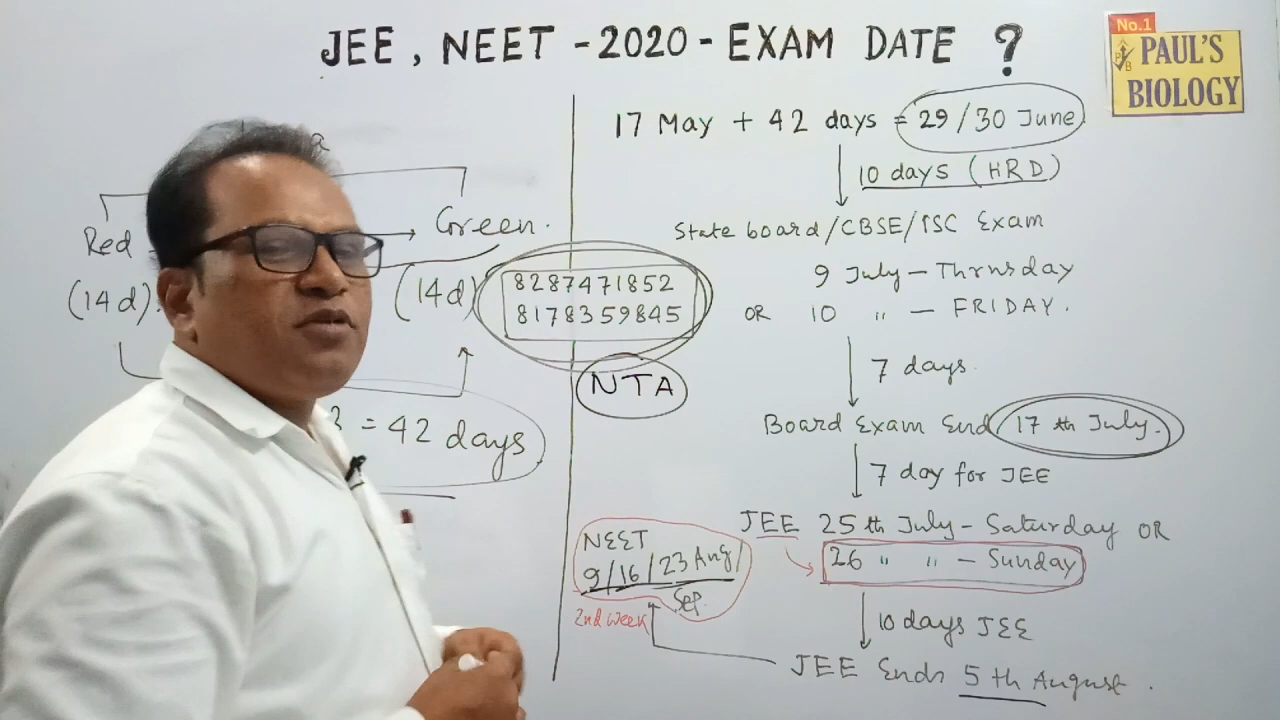 JEE, NEET - 2020 - EXAM DATE ?
No.1
PAUL'S
BIOLOGY
Red
Green.
(14d).
(14d)
3 = 42 days
8287471852
8178359845
NTA
17 May + 42 days = 29/30 June
10 days (HRD)
State board/CBSE/ISC Exam
9 July - Thrusday
OR 10 " - FRIDAY.
7 days
Board Exam End 17 th July.
7 day for JEE
JEE 25 th July - Saturday OR
26 " " - Sunday
10 days JEE
JEE Ends 5 th August.
NEET
9/16/23 Aug/
Sep.
2nd week